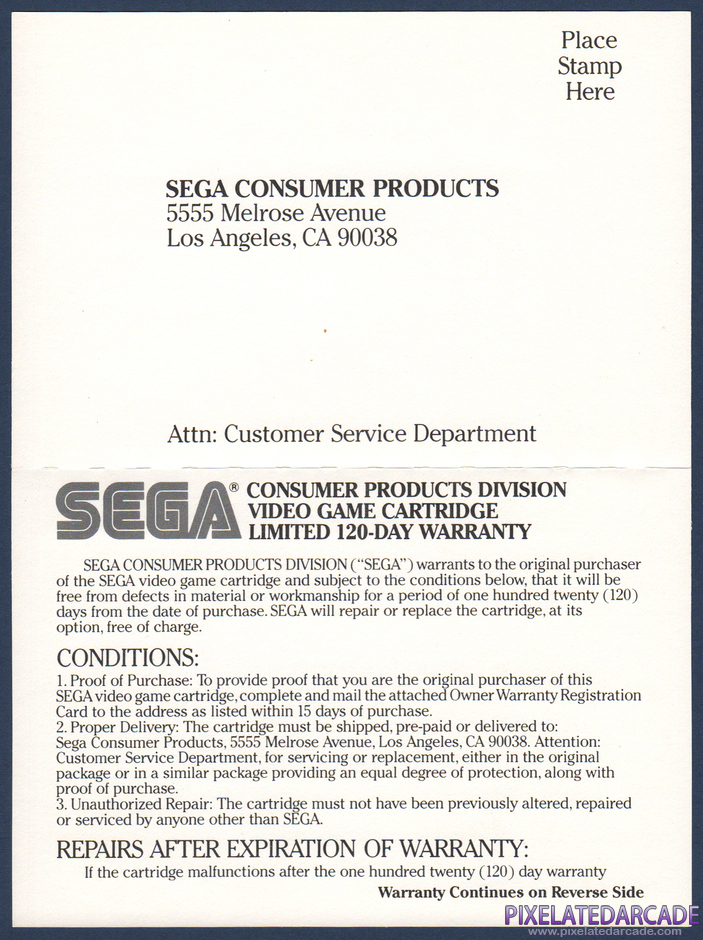 Place
Stamp
Here
SEGA CONSUMER PRODUCTS
5555 Melrose Avenue
Los Angeles, CA 90038
Attn: Customer Service Department
SEGA® CONSUMER PRODUCTS DIVISION
VIDEO GAME CARTRIDGE
LIMITED 120-DAY WARRANTY
SEGA CONSUMER PRODUCTS DIVISION (“SEGA”) warrants to the original purchaser
of the SEGA video game cartridge and subject to the conditions below, that it will be
free from defects in material or workmanship for a period of one hundred twenty (120)
days from the date of purchase. SEGA will repair or replace the cartridge, at its
option, free of charge.
CONDITIONS:
1. Proof of Purchase: To provide proof that you are the original purchaser of this
SEGA video game cartridge, complete and mail the attached Owner Warranty Registration
Card to the address as listed within 15 days of purchase.
2. Proper Delivery: The cartridge must be shipped, pre-paid or delivered to:
Sega Consumer Products, 5555 Melrose Avenue, Los Angeles, CA 90038. Attention:
Customer Service Department, for servicing or replacement, either in the original
package or in a similar package providing an equal degree of protection, along with
proof of purchase.
3. Unauthorized Repair: The cartridge must not have been previously altered, repaired
or serviced by anyone other than SEGA.
REPAIRS AFTER EXPIRATION OF WARRANTY:
If the cartridge malfunctions after the one hundred twenty (120) day warranty
Warranty Continues on Reverse Side
PIXELATEDARCADE
www.pixelatedarcade.com